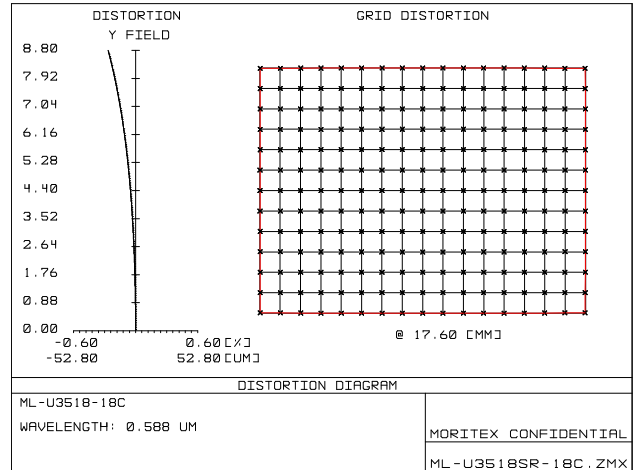 DISTORTION
Y FIELD
GRID DISTORTION
8.80
7.92
7.04
6.16
5.28
4.40
3.52
2.64
1.76
0.88
0.00
-0.60 0.60[%]
-52.80 52.80[UM]
@ 17.60 [MM]
DISTORTION DIAGRAM
ML-U3518-18C
WAVELENGTH: 0.588 UM
MORITEX CONFIDENTIAL
ML-U3518SR-18C.ZMX